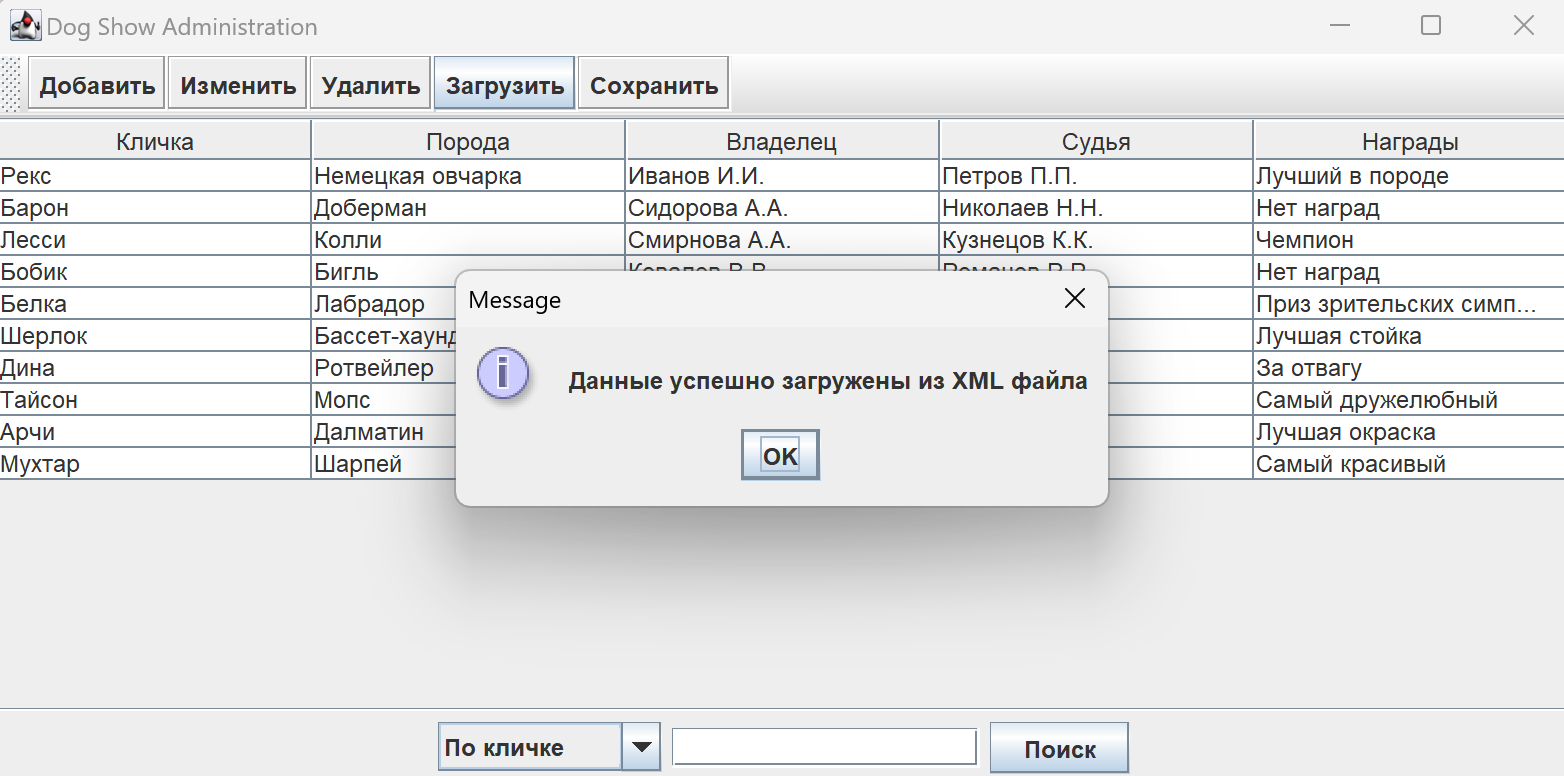 Dog Show Administration
Добавить Изменить Удалить Загрузить Сохранить
Кличка Порода Владелец Судья Награды
Рекс Немецкая овчарка Иванов И.И. Петров П.П. Лучший в породе
Барон Доберман Сидорова А.А. Николаев Н.Н. Нет наград
Лесси Колли Смирнова А.А. Кузнецов К.К. Чемпион
Бобик Бигль Нет наград
Белка Лабрадор Приз зрительских симп...
Шерлок Бассет-хаунд Лучшая стойка
Дина Ротвейлер За отвагу
Тайсон Мопс Самый дружелюбный
Арчи Далматин Лучшая окраска
Мухтар Шарпей Самый красивый
Message
Данные успешно загружены из XML файла
OK
По кличке Поиск